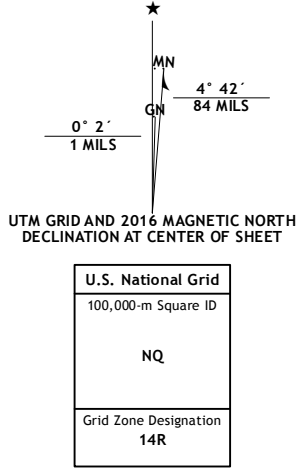 MN
4° 42´
84 MILS
GN
0° 2´
1 MILS
UTM GRID AND 2016 MAGNETIC NORTH
DECLINATION AT CENTER OF SHEET
U.S. National Grid
100,000-m Square ID
NQ
Grid Zone Designation
14R